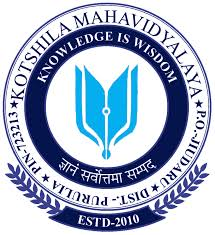 PIN-723213 ★ KOTSHILA MAHAVIDYALAYA ★ P.O.-JIUDARU ★ DIST.- PURULIA
KNOWLEDGE IS WISDOM
ज्ञानं सर्वोत्तमा सम्पद
ESTD-2010